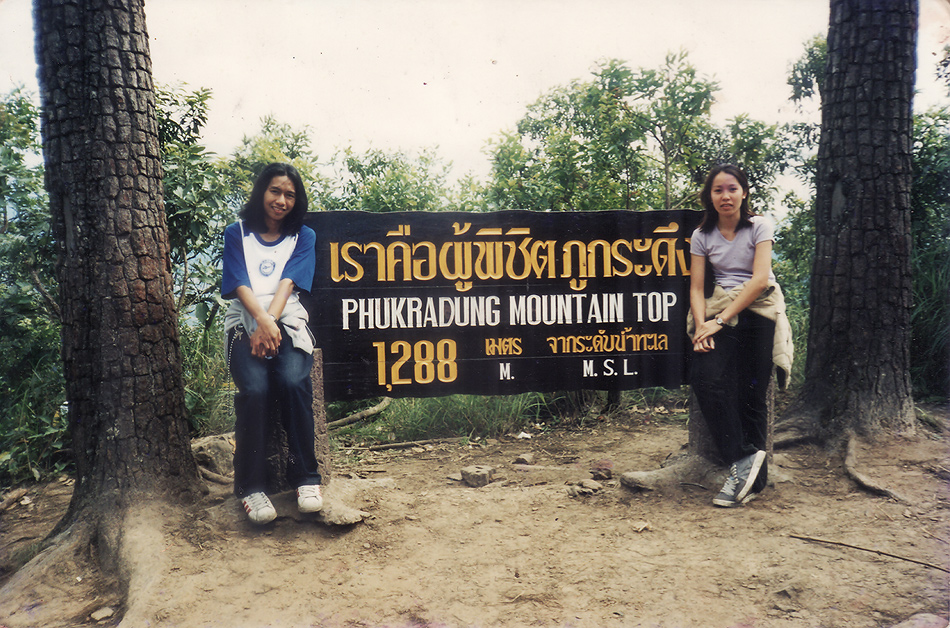 เราคือผู้พิชิต ภูกระดึง
PHUKRADUNG MOUNTAIN TOP
1,288 เมตร จากระดับน้ำทะเล
M. M.S.L.